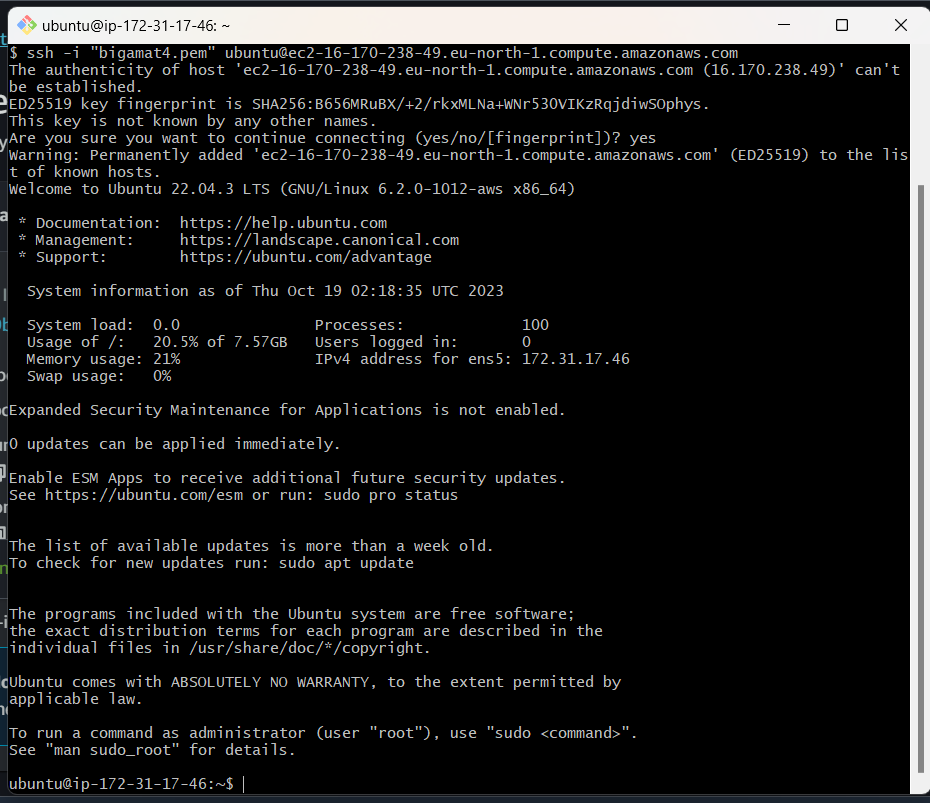 ubuntu@ip-172-31-17-46: ~
$ ssh -i "bigamat4.pem" ubuntu@ec2-16-170-238-49.eu-north-1.compute.amazonaws.com
The authenticity of host 'ec2-16-170-238-49.eu-north-1.compute.amazonaws.com (16.170.238.49)' can't
be established.
ED25519 key fingerprint is SHA256:B656MRuBX/+2/rkxMLNa+WNr530VIKzRqjdiwSOphys.
This key is not known by any other names.
Are you sure you want to continue connecting (yes/no/[fingerprint])? yes
Warning: Permanently added 'ec2-16-170-238-49.eu-north-1.compute.amazonaws.com' (ED25519) to the lis
t of known hosts.
Welcome to Ubuntu 22.04.3 LTS (GNU/Linux 6.2.0-1012-aws x86_64)
* Documentation:  https://help.ubuntu.com
* Management:     https://landscape.canonical.com
* Support:        https://ubuntu.com/advantage
System information as of Thu Oct 19 02:18:35 UTC 2023
System load:  0.0               Processes:             100
Usage of /:   20.5% of 7.57GB   Users logged in:       0
Memory usage: 21%               IPv4 address for ens5: 172.31.17.46
Swap usage:   0%
Expanded Security Maintenance for Applications is not enabled.
0 updates can be applied immediately.
Enable ESM Apps to receive additional future security updates.
See https://ubuntu.com/esm or run: sudo pro status
The list of available updates is more than a week old.
To check for new updates run: sudo apt update
The programs included with the Ubuntu system are free software;
the exact distribution terms for each program are described in the
individual files in /usr/share/doc/*/copyright.
Ubuntu comes with ABSOLUTELY NO WARRANTY, to the extent permitted by
applicable law.
To run a command as administrator (user "root"), use "sudo <command>".
See "man sudo_root" for details.
ubuntu@ip-172-31-17-46:~$